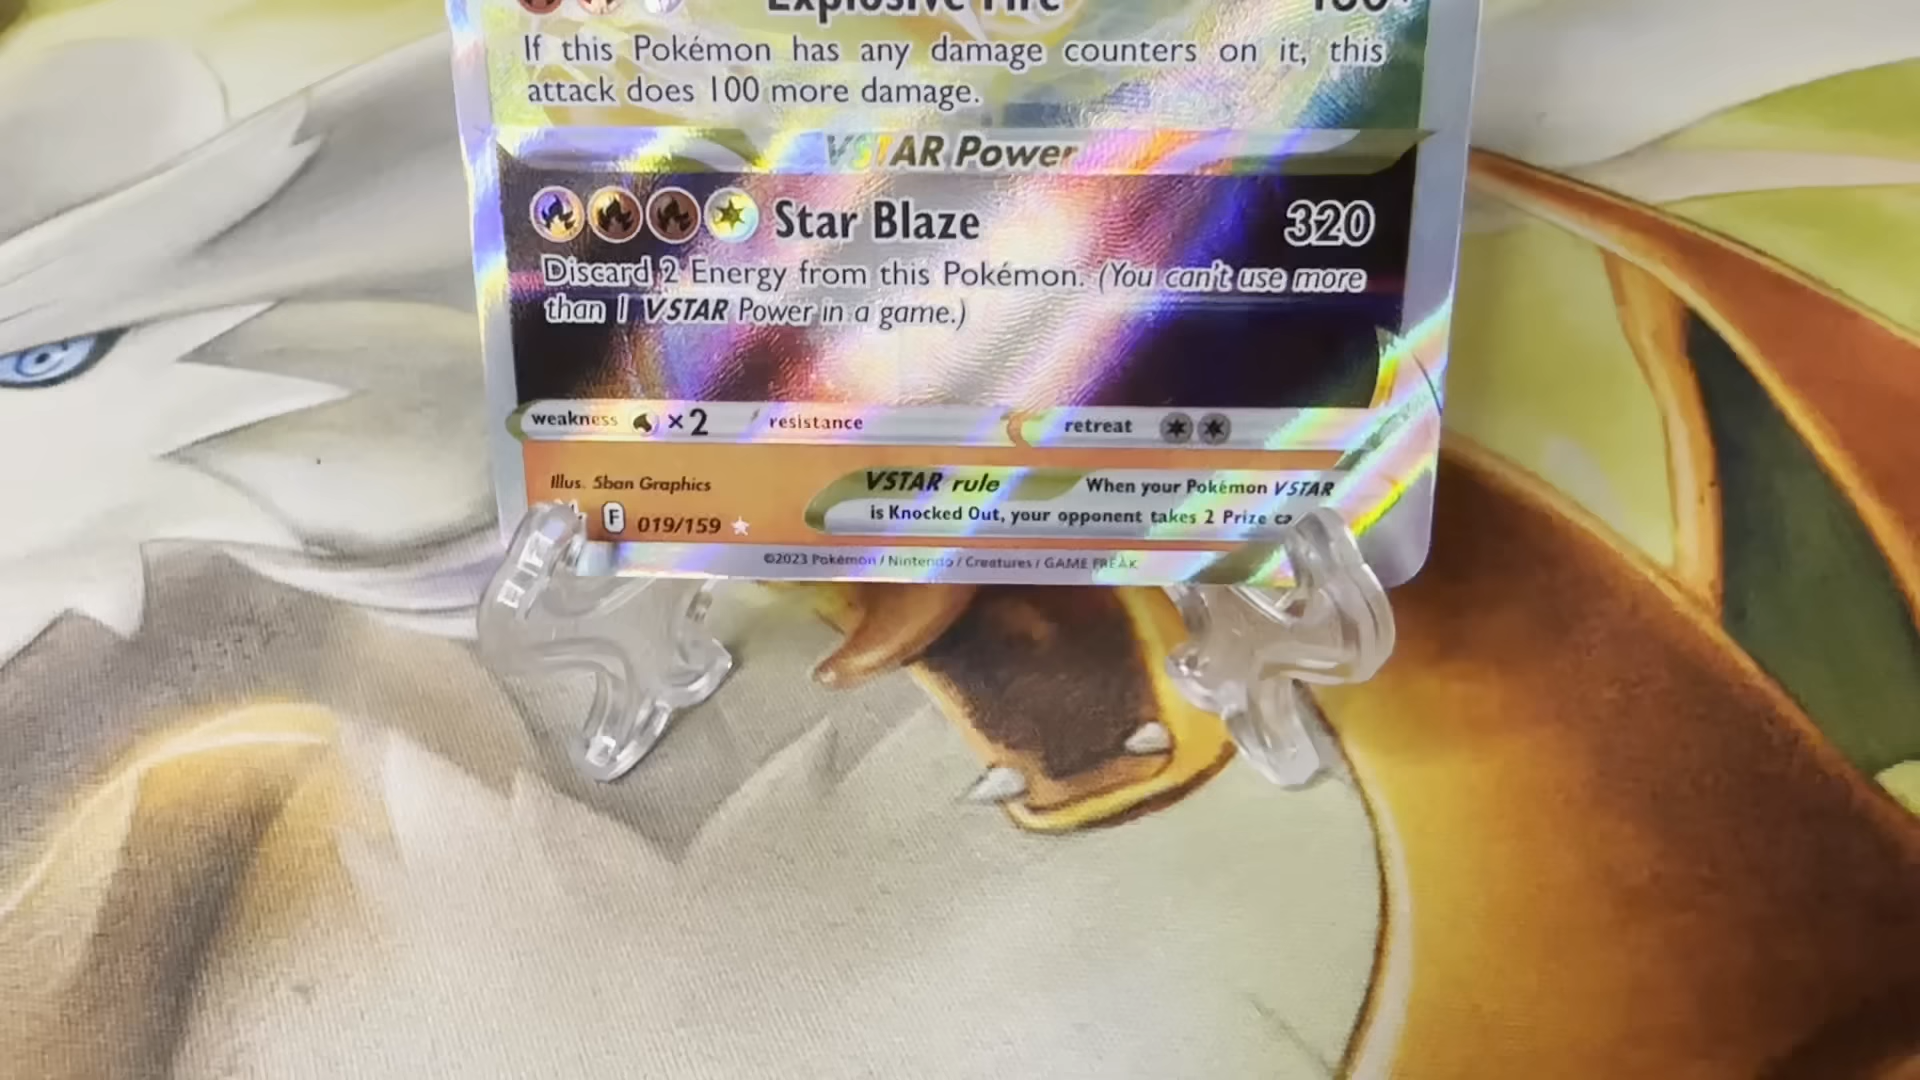 Explosive Fire 130+
If this Pokémon has any damage counters on it, this
attack does 100 more damage.
VSTAR Power
Star Blaze 320
Discard 2 Energy from this Pokémon. (You can't use more
than 1 VSTAR Power in a game.)
weakness ×2 resistance retreat
Illus. 5ban Graphics
VSTAR rule When your Pokémon VSTAR
is Knocked Out, your opponent takes 2 Prize
F 019/159
©2023 Pokémon / Nintendo / Creatures / GAME FREAK